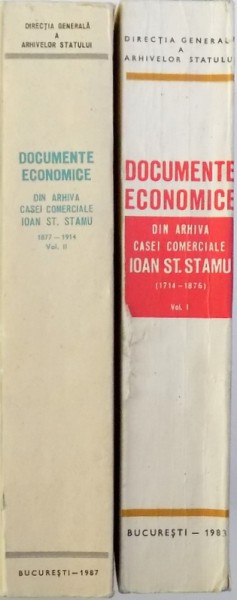 DIRECȚIA GENERALĂ
A
ARHIVELOR STATULUI
DOCUMENTE
ECONOMICE
DIN ARHIVA
CASEI COMERCIALE
IOAN ST. STAMU
1877 – 1914
Vol. II
BUCUREȘTI – 1987
DIRECȚIA GENERALĂ
A
ARHIVELOR STATULUI
DOCUMENTE
ECONOMICE
DIN ARHIVA
CASEI COMERCIALE
IOAN ST. STAMU
(1714 – 1876)
Vol. I
BUCUREȘTI –